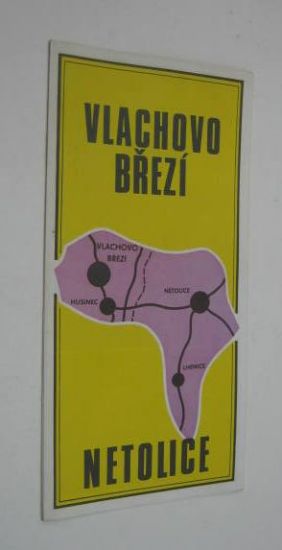 VLACHOVO
BŘEZÍ
VLACHOVO
BŘEZÍ
HUSINEC
NETOLICE
LHENICE
NETOLICE